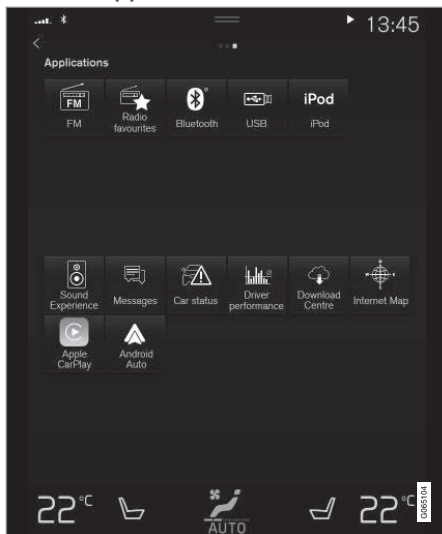 13:45
Applications
FM
iPod
FM
Radio
favourites
Bluetooth
USB
iPod
Sound
Experience
Messages
Car status
Driver
performance
Download
Centre
Internet Map
Apple
CarPlay
Android
Auto
22°C
AUTO
22°C
G065104